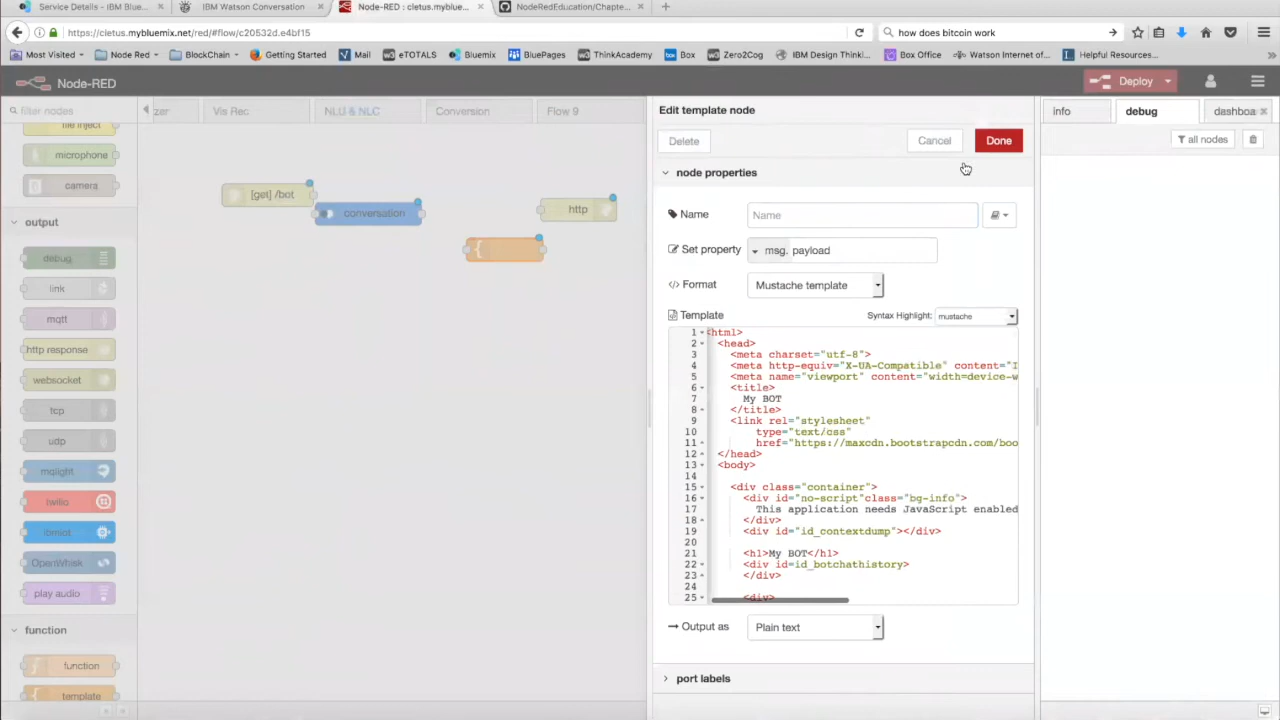 Service Details - IBM Blue...
IBM Watson Conversation
Node-RED : cletus.myblue...
NodeRedEducation/Chapte...
https://cletus.mybluemix.net/red/#flow/c20532d.e4bf15
how does bitcoin work
Most Visited
Node Red
BlockChain
Getting Started
Mail
eTOTALS
Bluemix
BluePages
ThinkAcademy
Box
Zero2Cog
IBM Design Thinki...
Box Office
Watson Internet of...
Helpful Resources...
Node-RED
Deploy
filter nodes
zer
Vis Rec
NLU & NLC
Conversion
Flow 9
Edit template node
info
debug
dashboa
Delete
Cancel
Done
all nodes
file inject
microphone
camera
output
debug
link
mqtt
http response
websocket
tcp
udp
mqlight
twilio
ibmiot
OpenWhisk
play audio
function
function
template
[get] /bot
conversation
http
node properties
Name
Name
Set property
msg. payload
Format
Mustache template
Template
Syntax Highlight: mustache
1 <html>
2 <head>
3 <meta charset="utf-8">
4 <meta http-equiv="X-UA-Compatible" content="I
5 <meta name="viewport" content="width=device-w
6 <title>
7 My BOT
8 </title>
9 <link rel="stylesheet"
10 type="text/css"
11 href="https://maxcdn.bootstrapcdn.com/boo
12 </head>
13 <body>
14
15 <div class="container">
16 <div id="no-script"class="bg-info">
17 This application needs JavaScript enabled
18 </div>
19 <div id="id_contextdump"></div>
20
21 <h1>My BOT</h1>
22 <div id=id_botchathistory>
23 </div>
24
25 <div>
Output as
Plain text
port labels